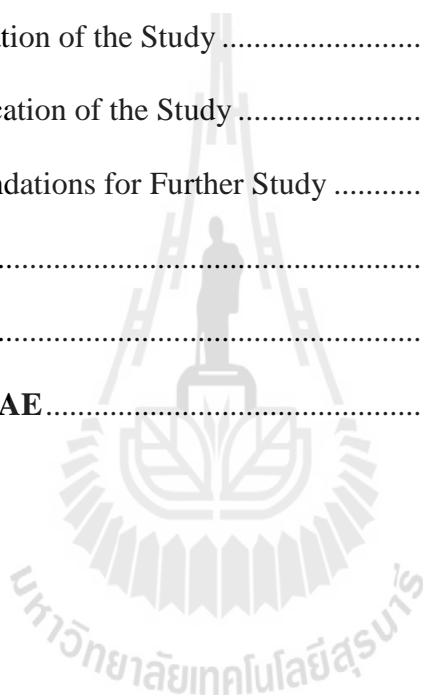 ation of the Study ........................
cation of the Study ......................
ndations for Further Study ...........
..................................................
..................................................
AE .............................................
มหาวิทยาลัยเทคโนโลยีสุรนารี